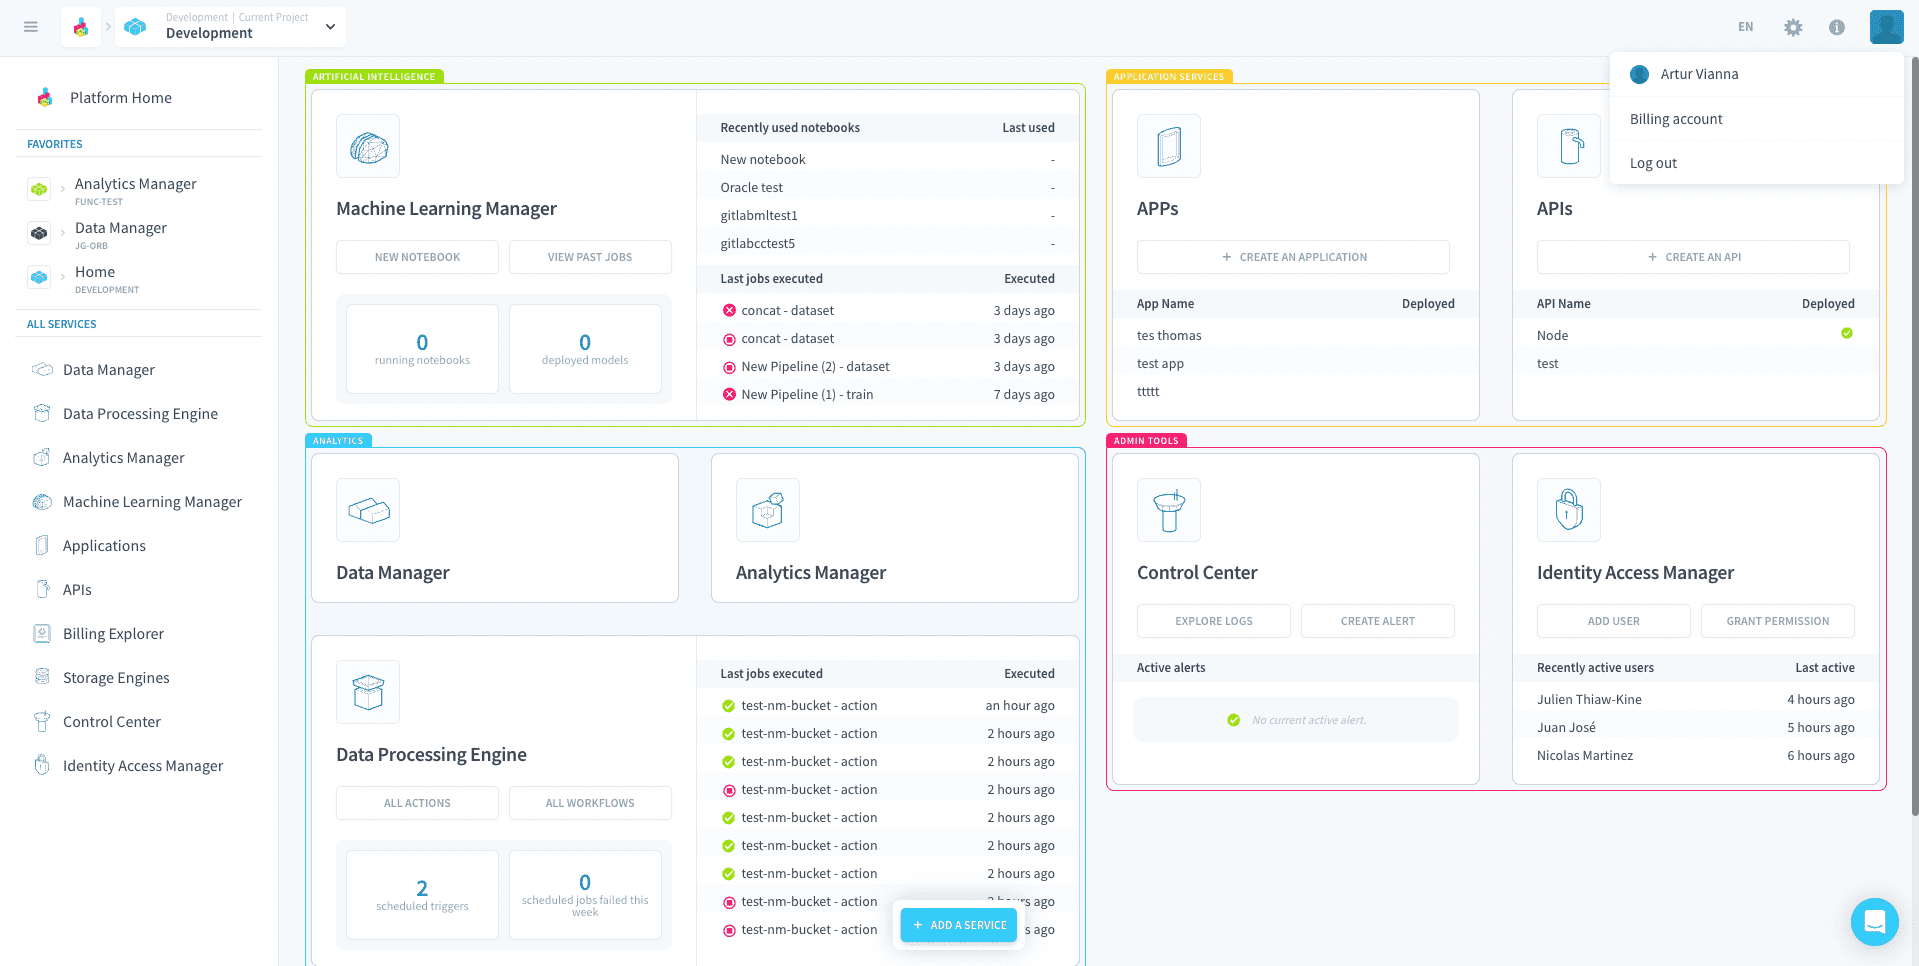 Development | Current Project
Development
EN
Artur Vianna
Billing account
Log out
Platform Home
FAVORITES
Analytics Manager
FUNC-TEST
Data Manager
JG-ORB
Home
DEVELOPMENT
ALL SERVICES
Data Manager
Data Processing Engine
Analytics Manager
Machine Learning Manager
Applications
APIs
Billing Explorer
Storage Engines
Control Center
Identity Access Manager
ARTIFICIAL INTELLIGENCE
Machine Learning Manager
NEW NOTEBOOK VIEW PAST JOBS
0 0
running notebooks deployed models
Recently used notebooks Last used
New notebook -
Oracle test -
gitlabmltest1 -
gitlabcctest5 -
Last jobs executed Executed
concat - dataset 3 days ago
concat - dataset 3 days ago
New Pipeline (2) - dataset 3 days ago
New Pipeline (1) - train 7 days ago
APPLICATION SERVICES
APPs
+ CREATE AN APPLICATION
App Name Deployed
tes thomas
test app
ttttt
APIs
+ CREATE AN API
API Name Deployed
Node
test
ANALYTICS
Data Manager
Analytics Manager
Data Processing Engine
ALL ACTIONS ALL WORKFLOWS
2 0
scheduled triggers scheduled jobs failed this
week
Last jobs executed Executed
test-nm-bucket - action an hour ago
test-nm-bucket - action 2 hours ago
test-nm-bucket - action 2 hours ago
test-nm-bucket - action 2 hours ago
test-nm-bucket - action 2 hours ago
test-nm-bucket - action 2 hours ago
test-nm-bucket - action 2 hours ago
test-nm-bucket - action 2 hours ago
test-nm-bucket - action s ago
+ ADD A SERVICE
ADMIN TOOLS
Control Center
EXPLORE LOGS CREATE ALERT
Active alerts
No current active alert.
Identity Access Manager
ADD USER GRANT PERMISSION
Recently active users Last active
Julien Thiaw-Kine 4 hours ago
Juan José 5 hours ago
Nicolas Martinez 6 hours ago